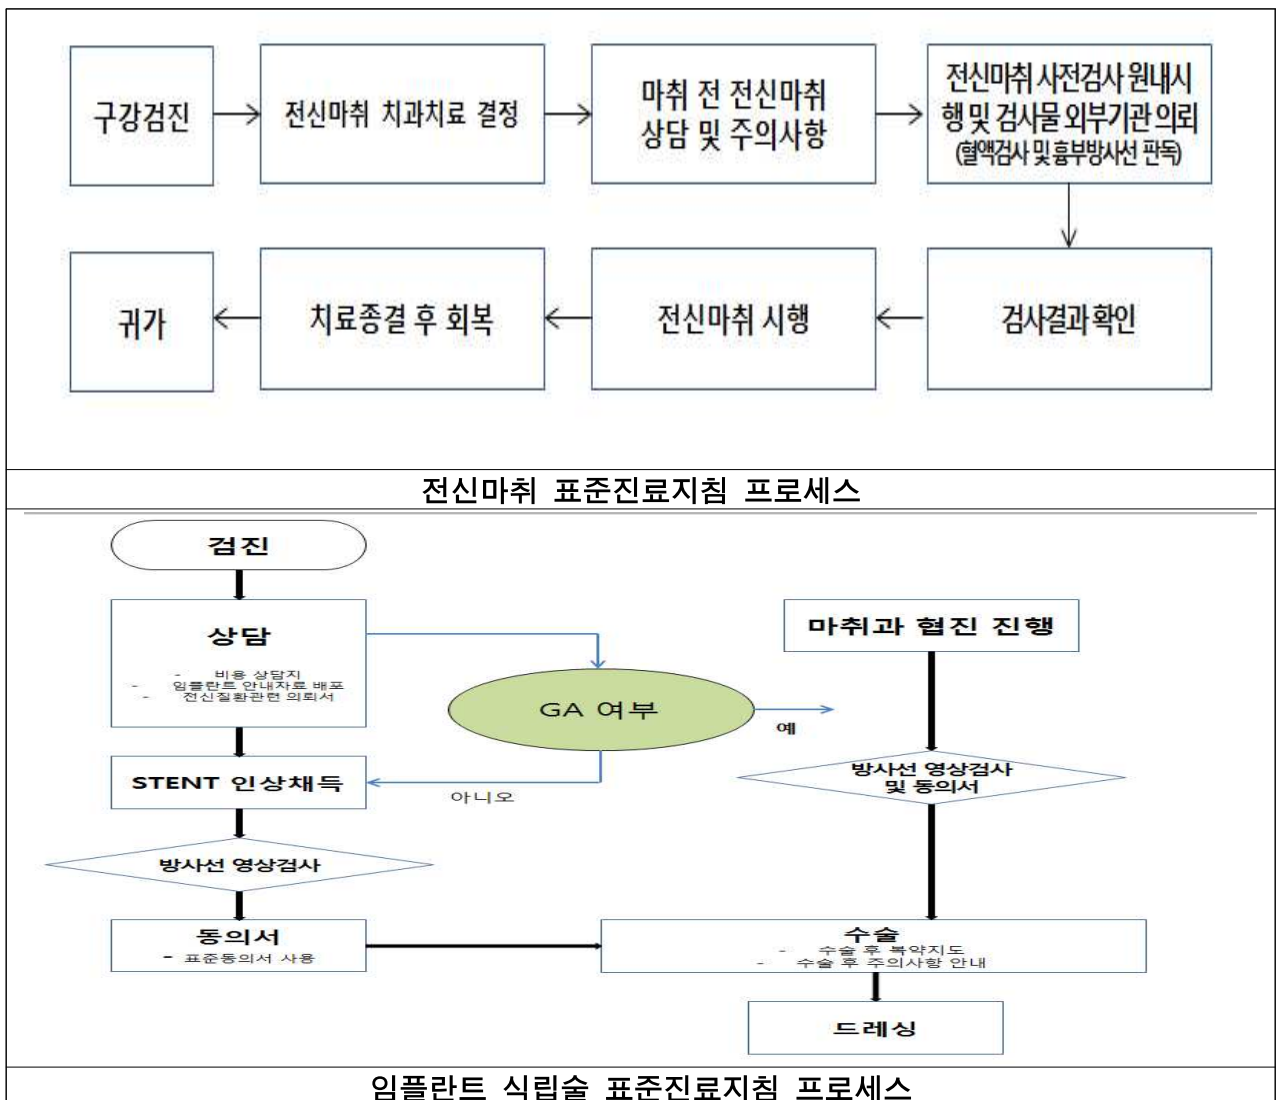 구강검진
전신마취 치과치료 결정
마취 전 전신마취
상담 및 주의사항
전신마취 사전검사 원내시
행 및 검사물 외부기관 의뢰
(혈액검사 및 흉부방사선 판독)
귀가
치료종결 후 회복
전신마취 시행
검사결과 확인
전신마취 표준진료지침 프로세스
검진
상담
- 비용 상담지
- 임플란트 안내자료 배포
- 전신질환관련 의뢰서
마취과 협진 진행
GA 여부
예
STENT 인상채득
아니오
방사선 영상검사
및 동의서
방사선 영상검사
동의서
- 표준동의서 사용
수술
- 수술 후 복약지도
- 수술 후 주의사항 안내
드레싱
임플란트 식립술 표준진료지침 프로세스